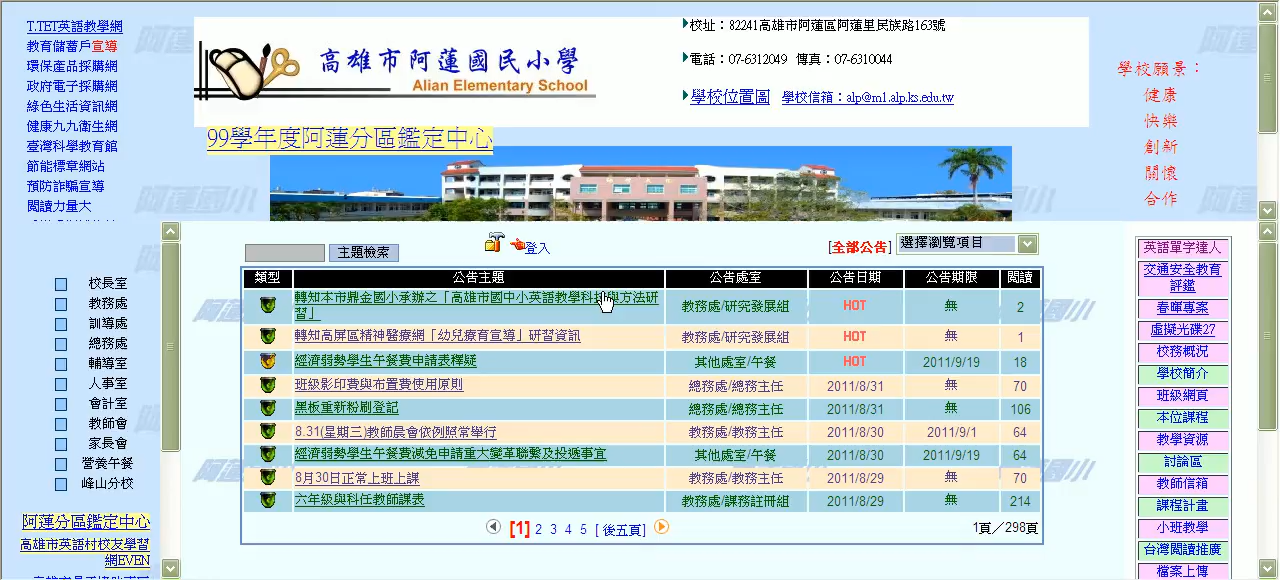 T.TET英語教學網
教育儲蓄戶宣導
環保產品採購網
政府電子採購網
綠色生活資訊網
健康九九衛生網
臺灣科學教育館
節能標章網站
預防詐騙宣導
閱讀力量大
高雄市阿蓮國民小學
Alian Elementary School
校址：82241高雄市阿蓮區阿蓮里民族路163號
電話：07-6312049 傳真：07-6310044
學校位置圖 學校信箱：alp@m1.alp.ks.edu.tw
99學年度阿蓮分區鑑定中心
學校願景：
健康
快樂
創新
關懷
合作
校長室
教務處
訓導處
總務處
輔導室
人事室
會計室
教師會
家長會
營養午餐
峰山分校
阿蓮分區鑑定中心
高雄市英語村校友學習
網EVEN
主題檢索
登入
[全部公告] 選擇瀏覽項目
類型 公告主題 公告處室 公告日期 公告期限 閱讀
轉知本市鼎金國小承辦之「高雄市國中小英語教學科技與方法研
習」 教務處/研究發展組 HOT 無 2
轉知高屏區精神醫療網「幼兒療育宣導」研習資訊 教務處/研究發展組 HOT 無 1
經濟弱勢學生午餐費申請表釋疑 其他處室/午餐 HOT 2011/9/19 18
班級影印費與布置費使用原則 總務處/總務主任 2011/8/31 無 70
黑板重新粉刷登記 總務處/總務主任 2011/8/31 無 106
8.31(星期三)教師晨會依例照常舉行 教務處/教務主任 2011/8/30 2011/9/1 64
經濟弱勢學生午餐費減免申請重大變革聯繫及投遞事宜 其他處室/午餐 2011/8/30 2011/9/19 64
8月30日正常上班上課 教務處/教務主任 2011/8/29 無 70
六年級與科任教師課表 教務處/課務註冊組 2011/8/29 無 214
[1] 2 3 4 5 [ 後五頁] 1頁／298頁
英語單字達人
交通安全教育
評鑑
春暉專案
虛擬光碟27
校務概況
學校簡介
班級網頁
本位課程
教學資源
討論區
教師信箱
課程計畫
小班教學
台灣閱讀推廣
檔案上傳
阿蓮國小